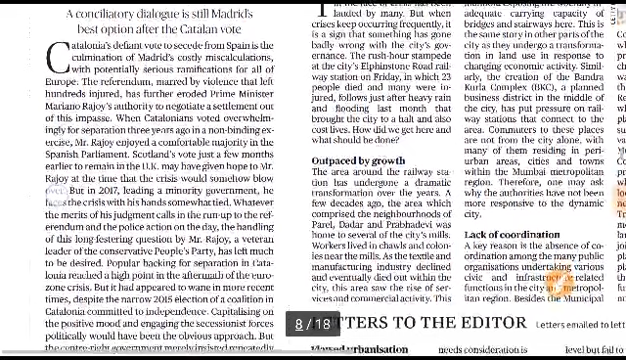 A conciliatory dialogue is still Madrid's
best option after the Catalan vote
Catalonia's defiant vote to secede from Spain is the
culmination of Madrid's costly miscalculations,
with potentially serious ramifications for all of
Europe. The referendum, marred by violence that left
hundreds injured, has further eroded Prime Minister
Mariano Rajoy's authority to negotiate a settlement out
of this impasse. When Catalonians voted overwhelm-
ingly for separation three years ago in a non-binding ex-
ercise, Mr. Rajoy enjoyed a comfortable majority in the
Spanish Parliament. Scotland's vote just a few months
earlier to remain in the U.K. may have given hope to Mr.
Rajoy at the time that the crisis would somehow blow
over. But in 2017, leading a minority government, he
faces the crisis with his hands somewhat tied. Whatever
the merits of his judgment calls in the run-up to the ref-
erendum and the police action on the day, the handling
of this long-festering question by Mr. Rajoy, a veteran
leader of the conservative People's Party, has left much
to be desired. Popular backing for separation in Cata-
lonia reached a high point in the aftermath of the euro-
zone crisis. But it had appeared to wane in more recent
times, despite the narrow 2015 election of a coalition in
Catalonia committed to independence. Capitalising on
the positive mood and engaging the secessionist forces
politically would have been the obvious approach. But
the centre-right government merely insisted repeatedly
launted by many. But when
crises keep occurring frequently, it
is a sign that something has gone
badly wrong with the city's gov-
ernance. The rush-hour stampede
at the city's Elphinstone Road rail-
way station on Friday, in which 23
people died and many were in-
jured, follows just after heavy rain
and flooding last month that
brought the city to a halt and also
cost lives. How did we get here and
what should be done?
Outpaced by growth
The area around the railway sta-
tion has undergone a dramatic
transformation over the years. A
few decades ago, the area which
comprised the neighbourhoods of
Parel, Dadar and Prabhadevi was
home to several of the city's mills.
Workers lived in chawls and colon-
ies near the mills. As the textile and
manufacturing industry declined
and eventually died out within the
city, this area saw the rise of ser-
vices and commercial activity. This
adequate carrying capacity of
bridges and stairways here. This is
the same story in other parts of the
city as they undergo a transforma-
tion in land use in response to
changing economic activity. Simil-
arly, the creation of the Bandra
Kurla Complex (BKC), a planned
business district in the middle of
the city, has put pressure on rail-
way stations that connect to the
area. Commuters to these places
are not from the city alone, with
many of them residing in peri-
urban areas, cities and towns
within the Mumbai metropolitan
region. Therefore, one may ask
why the authorities have not been
more responsive to the dynamic
city.
Lack of coordination
A key reason is the absence of co-
ordination among the many public
organisations undertaking various
civic and infrastructure related
functions in the city
itan region. Besides the Municipal
8 / 18
LETTERS TO THE EDITOR
Letters emailed to lett
urbanisation
needs consideration is
level but fail to